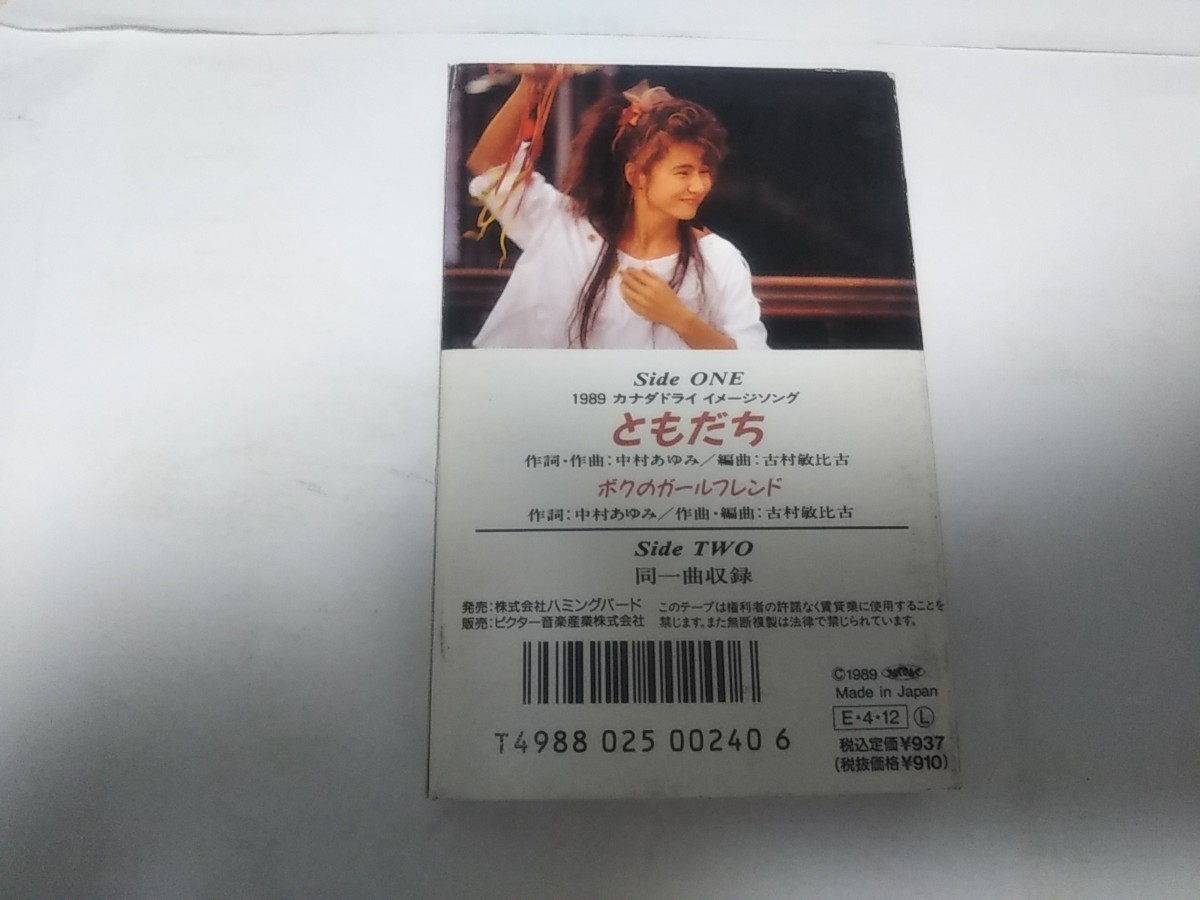 Side ONE
1989 カナダドライ イメージソング
ともだち
作詞・作曲：中村あゆみ／編曲：古村敏比古
ボクのガールフレンド
作詞：中村あゆみ／作曲・編曲：古村敏比古
Side TWO
同一曲収録
発売：株式会社ハミングバード
販売：ビクター音楽産業株式会社
このテープは権利者の許諾なく賃貸業に使用することを
禁じます。また無断複製は法律で禁じられています。
T4988 025 00240 6
©1989
Made in Japan
E・4・12 Ⓛ
税込定価¥937
(税抜価格¥910)